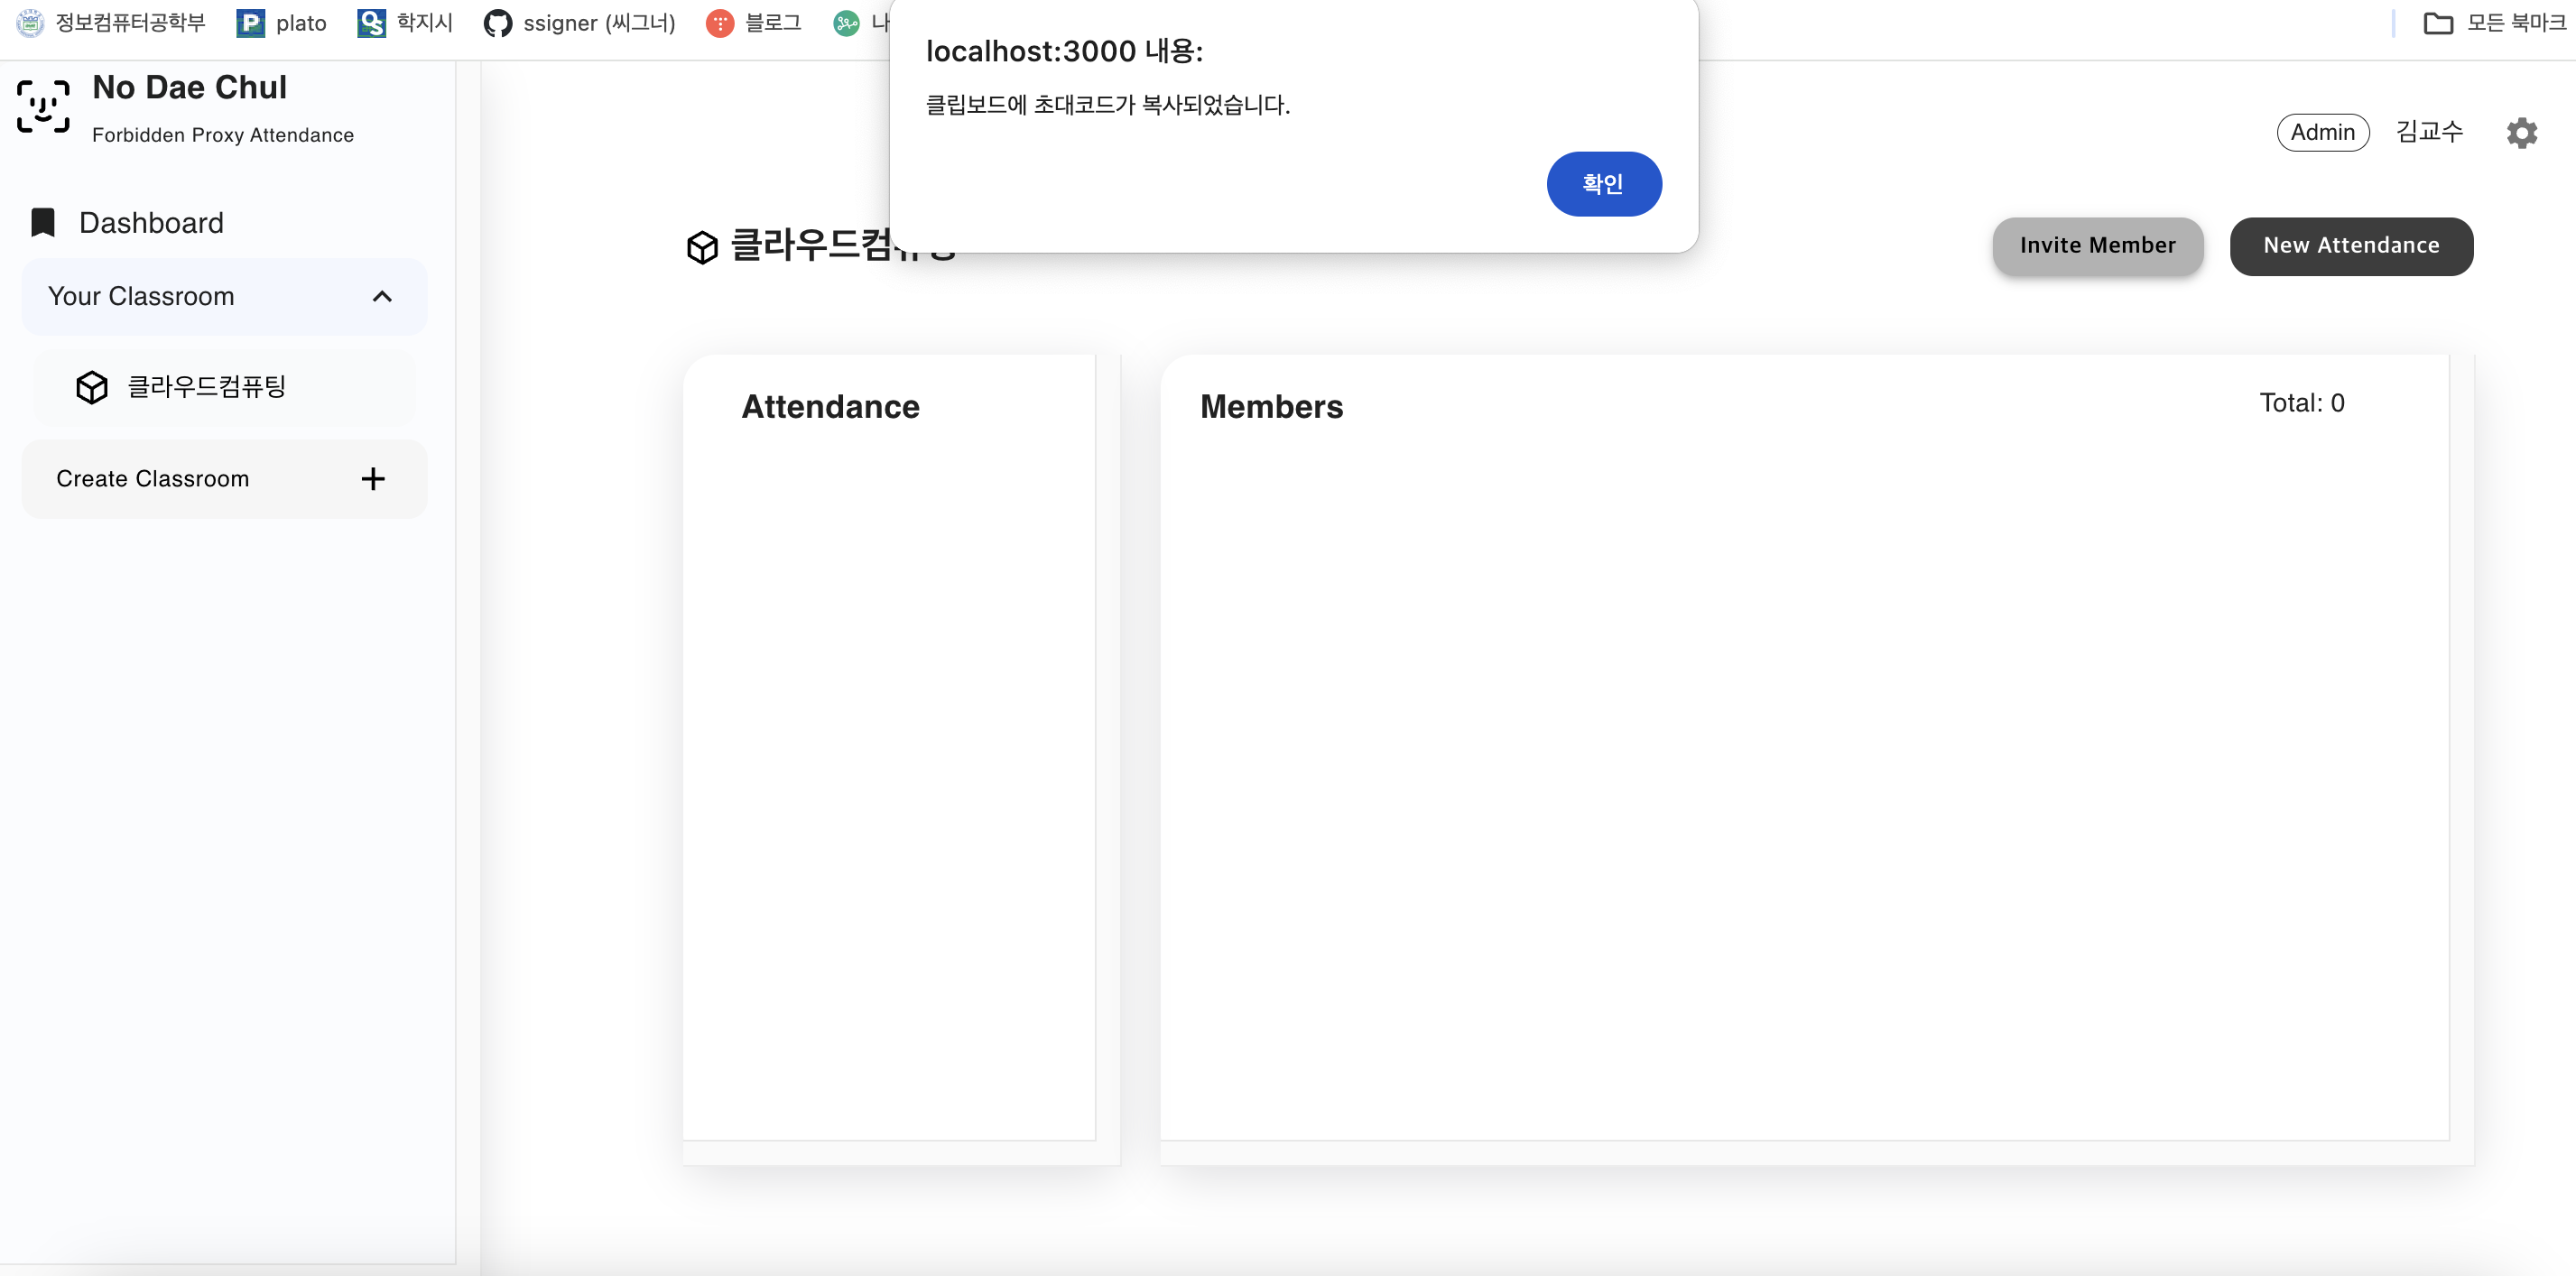 정보컴퓨터공학부 plato 학지시 ssigner (씨그너) 블로그 모든 북마크
localhost:3000 내용:
클립보드에 초대코드가 복사되었습니다.
확인
No Dae Chul
Forbidden Proxy Attendance
Admin 김교수
Dashboard
Your Classroom
클라우드컴퓨팅
Create Classroom
클라우드컴퓨팅
Invite Member
New Attendance
Attendance
Members
Total: 0